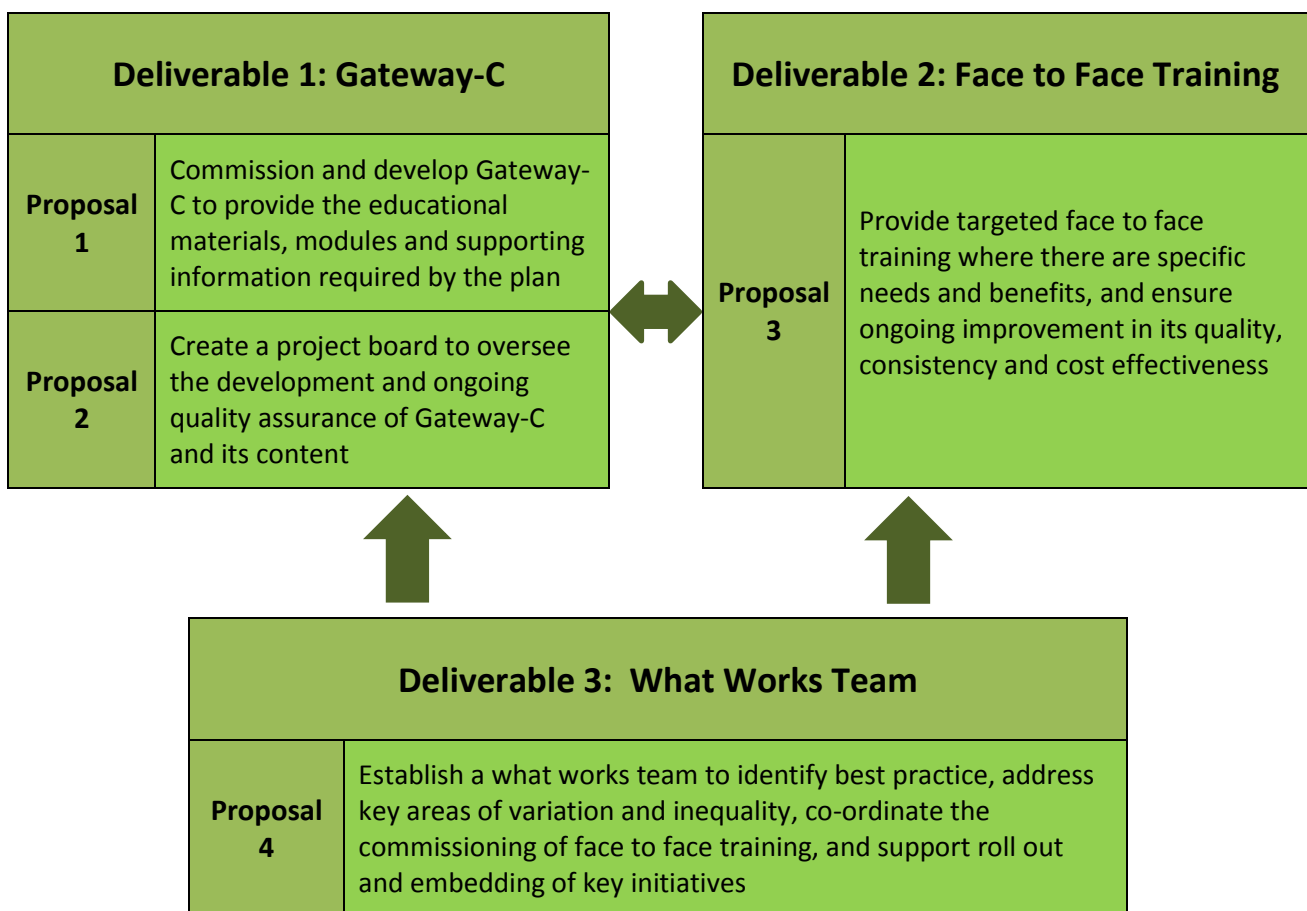 Deliverable 1: Gateway-C
Proposal
1
Commission and develop Gateway-
C to provide the educational
materials, modules and supporting
information required by the plan
Proposal
2
Create a project board to oversee
the development and ongoing
quality assurance of Gateway-C
and its content
Deliverable 2: Face to Face Training
Proposal
3
Provide targeted face to face
training where there are specific
needs and benefits, and ensure
ongoing improvement in its quality,
consistency and cost effectiveness
Deliverable 3:  What Works Team
Proposal
4
Establish a what works team to identify best practice, address
key areas of variation and inequality, co-ordinate the
commissioning of face to face training, and support roll out
and embedding of key initiatives